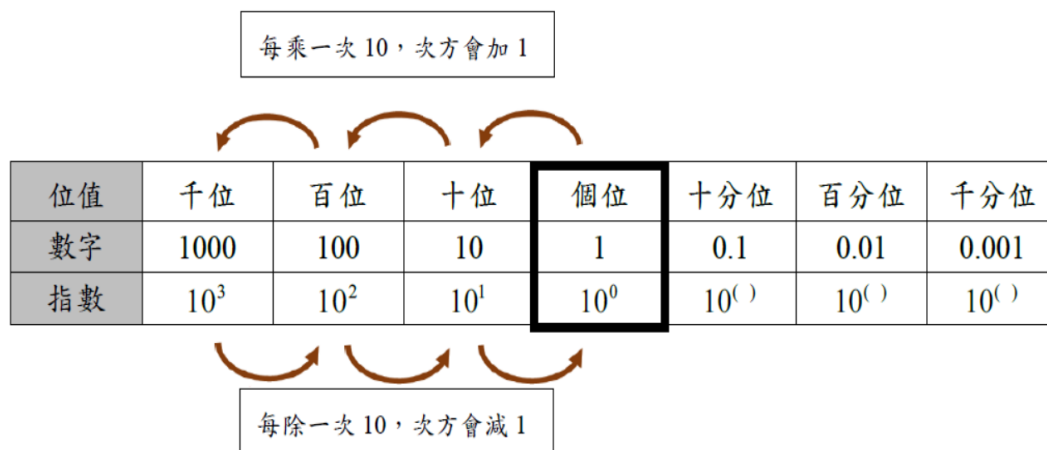 每乘一次 10，次方會加 1
位值 千位 百位 十位 個位 十分位 百分位 千分位
數字 1000 100 10 1 0.1 0.01 0.001
指數 10³ 10² 10¹ 10⁰ 10⁽ ⁾ 10⁽ ⁾ 10⁽ ⁾
每除一次 10，次方會減 1